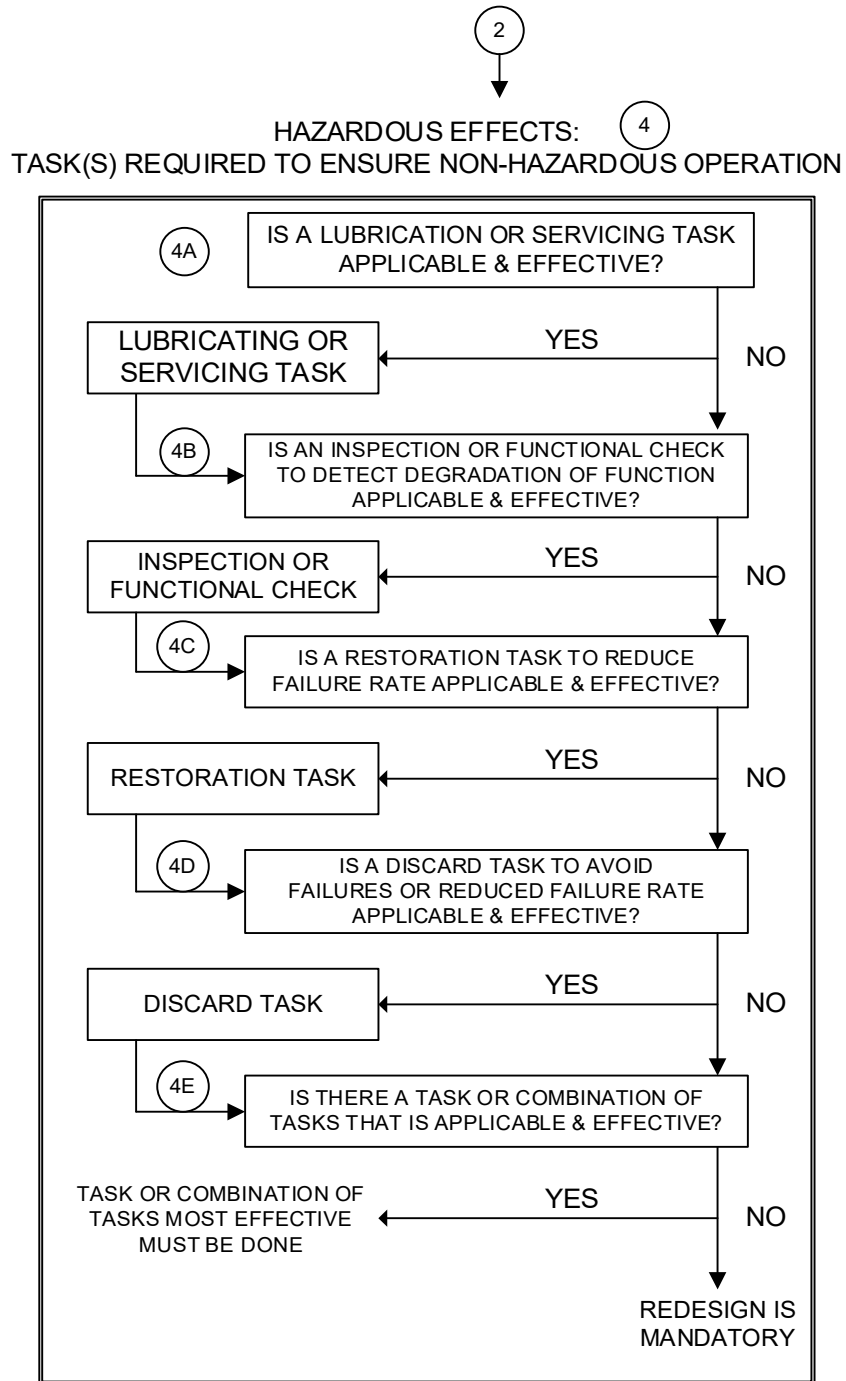 2
HAZARDOUS EFFECTS:
4
TASK(S) REQUIRED TO ENSURE NON-HAZARDOUS OPERATION
4A
IS A LUBRICATION OR SERVICING TASK
APPLICABLE & EFFECTIVE?
LUBRICATING OR
SERVICING TASK
YES
NO
4B
IS AN INSPECTION OR FUNCTIONAL CHECK
TO DETECT DEGRADATION OF FUNCTION
APPLICABLE & EFFECTIVE?
INSPECTION OR
FUNCTIONAL CHECK
YES
NO
4C
IS A RESTORATION TASK TO REDUCE
FAILURE RATE APPLICABLE & EFFECTIVE?
RESTORATION TASK
YES
NO
4D
IS A DISCARD TASK TO AVOID
FAILURES OR REDUCED FAILURE RATE
APPLICABLE & EFFECTIVE?
DISCARD TASK
YES
NO
4E
IS THERE A TASK OR COMBINATION OF
TASKS THAT IS APPLICABLE & EFFECTIVE?
TASK OR COMBINATION OF
TASKS MOST EFFECTIVE
MUST BE DONE
YES
NO
REDESIGN IS
MANDATORY